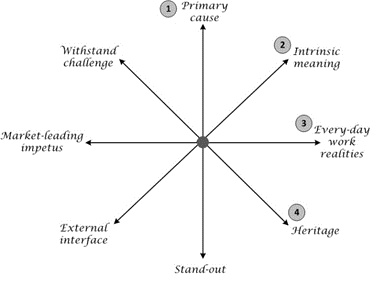 1
Primary
cause
2
Intrinsic
meaning
3
Every-day
work
realities
4
Heritage
Stand-out
External
interface
Market-leading
impetus
Withstand
challenge